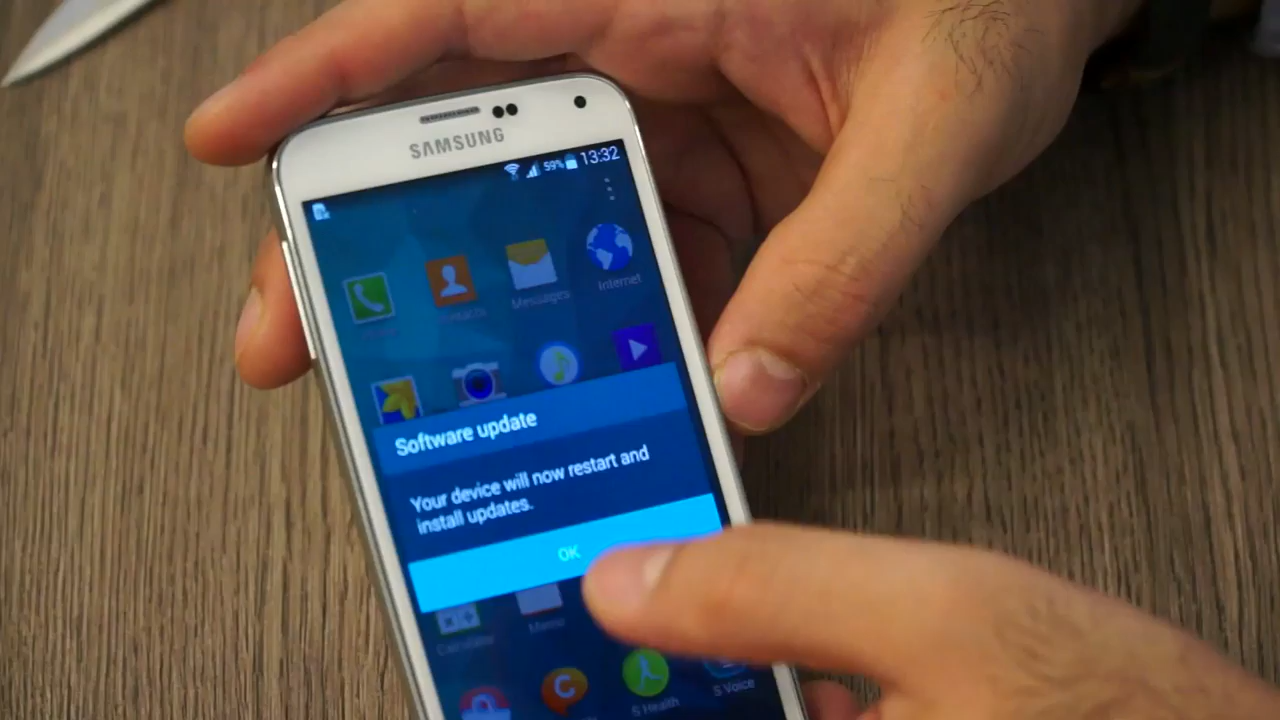 SAMSUNG
59% 13:32
Messages
Internet
Software update
Your device will now restart and
install updates.
OK
Memo
S Health
S Voice